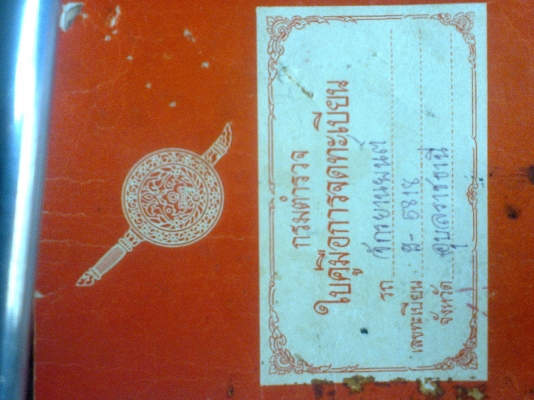 กรมตำรวจ
ใบคู่มือการจดทะเบียน
รถ จักรยานยนต์
เลขทะเบียน
จังหวัด อุบลราชธานี